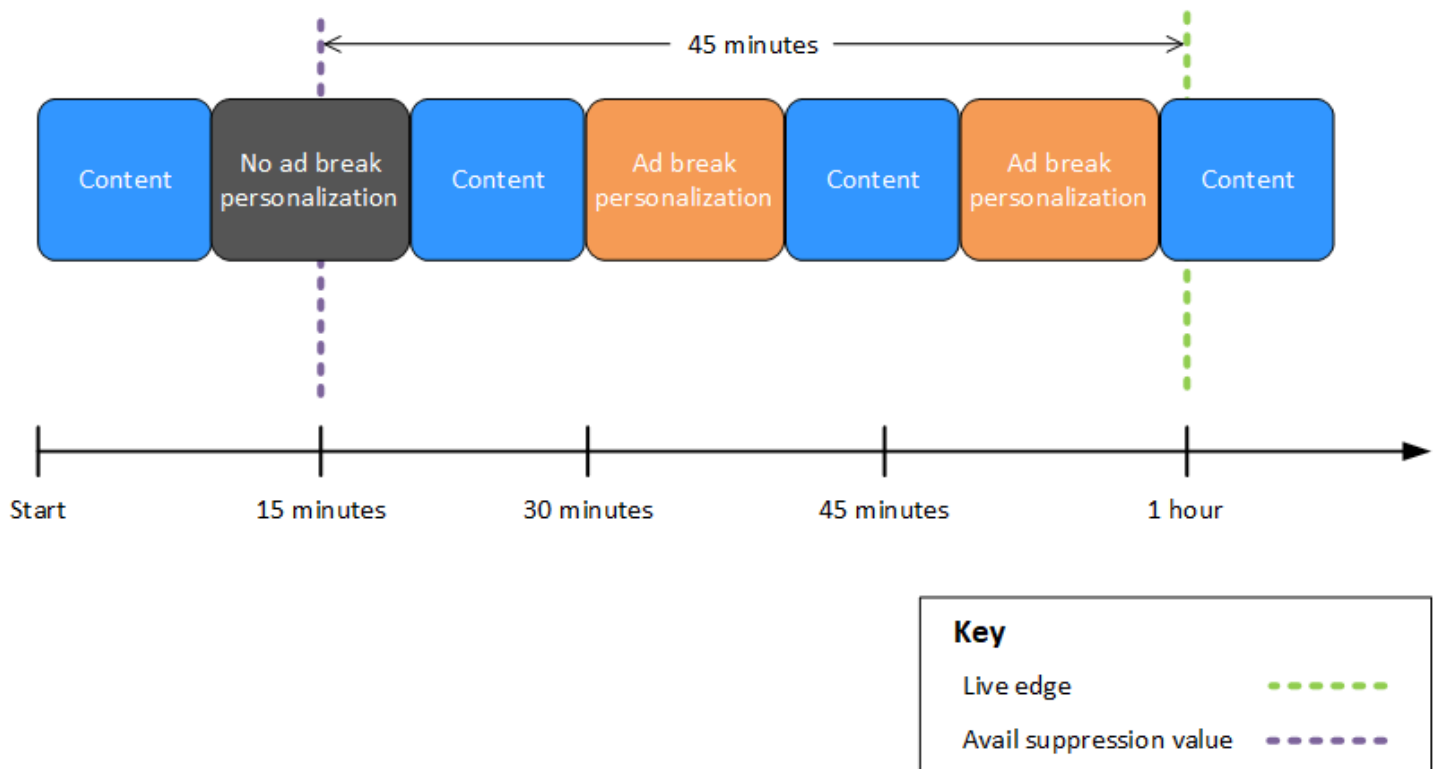 45 minutes
Content
No ad break
personalization
Content
Ad break
personalization
Content
Ad break
personalization
Content
Start
15 minutes
30 minutes
45 minutes
1 hour
Key
Live edge
Avail suppression value